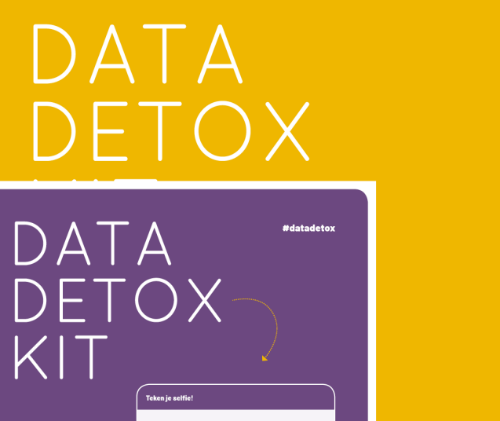 DATA
DETOX
DATA
DETOX
KIT
#datadetox
Teken je selfie!